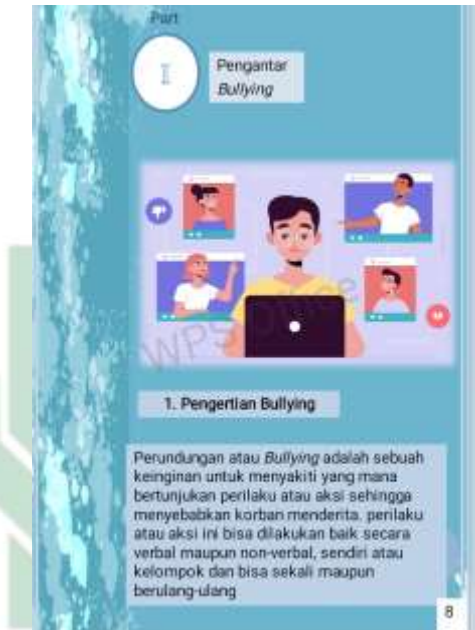 Part
I
Pengantar
Bullying
WPS Office
1. Pengertian Bullying
Perundungan atau Bullying adalah sebuah
keinginan untuk menyakiti yang mana
bertunjukan perilaku atau aksi sehingga
menyebabkan korban menderita. perilaku
atau aksi ini bisa dilakukan baik secara
verbal maupun non-verbal, sendiri atau
kelompok dan bisa sekali maupun
berulang-ulang
8